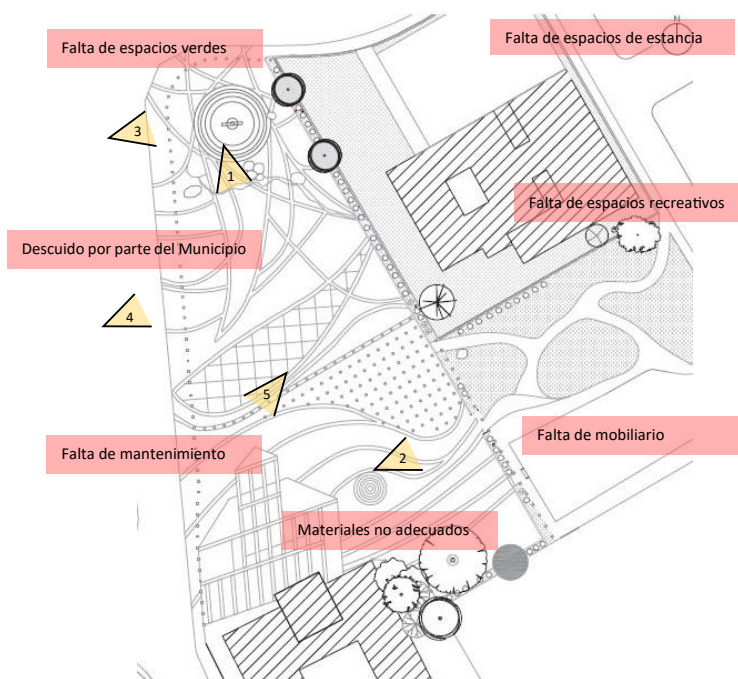 Falta de espacios verdes
Falta de espacios de estancia
N
3
1
Falta de espacios recreativos
Descuido por parte del Municipio
4
5
Falta de mobiliario
Falta de mantenimiento
2
Materiales no adecuados